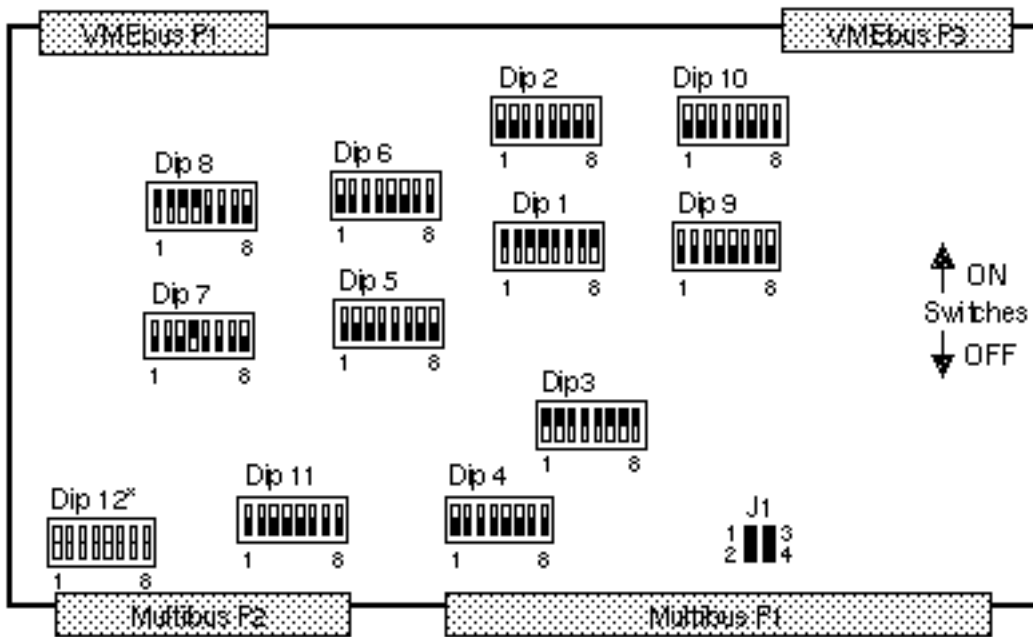 VMEbus P1
VMEbus P3
Dip 2
1 8
Dip 10
1 8
Dip 8
1 8
Dip 6
1 8
Dip 1
1 8
Dip 9
1 8
ON
Switches
OFF
Dip 7
1 8
Dip 5
1 8
Dip3
1 8
Dip 12*
1 8
Dip 11
1 8
Dip 4
1 8
J1
1 3
2 4
Multibus P2
Multibus P1